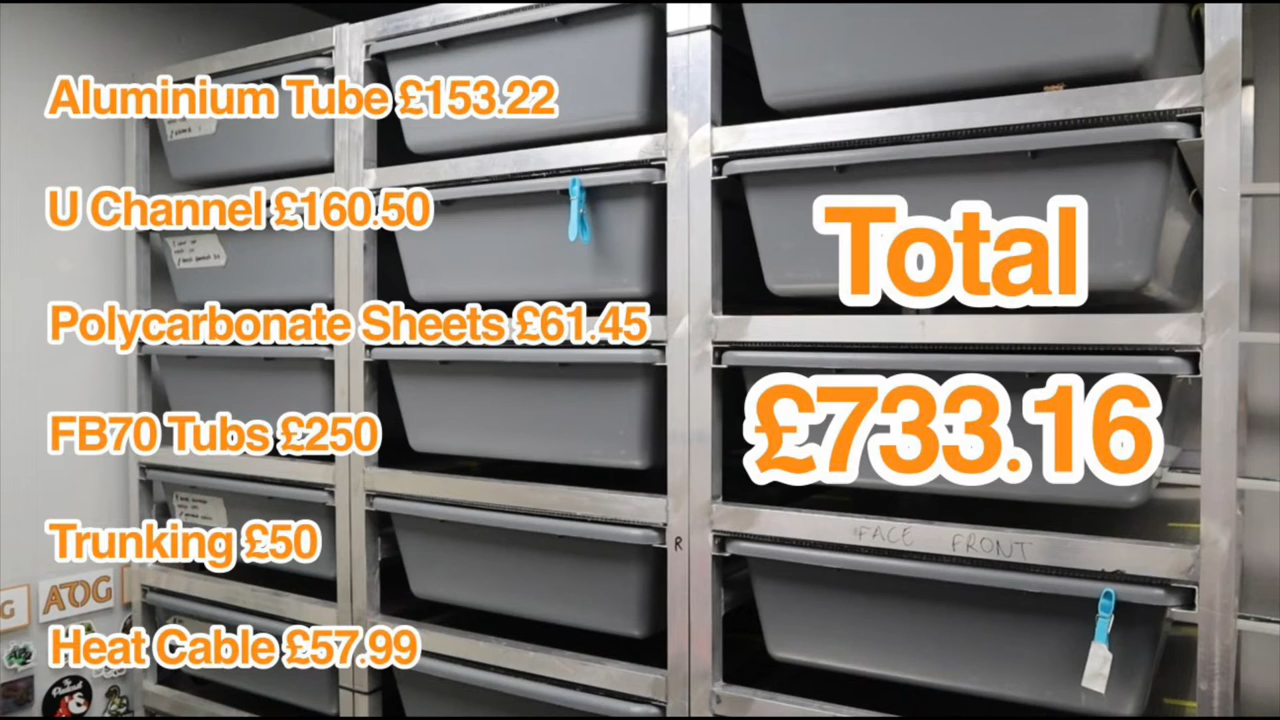 Aluminium Tube £153.22
U Channel £160.50
Polycarbonate Sheets £61.45
FB70 Tubs £250
Trunking £50
Heat Cable £57.99
Total
£733.16
R
FACE FRONT
G
ATOG